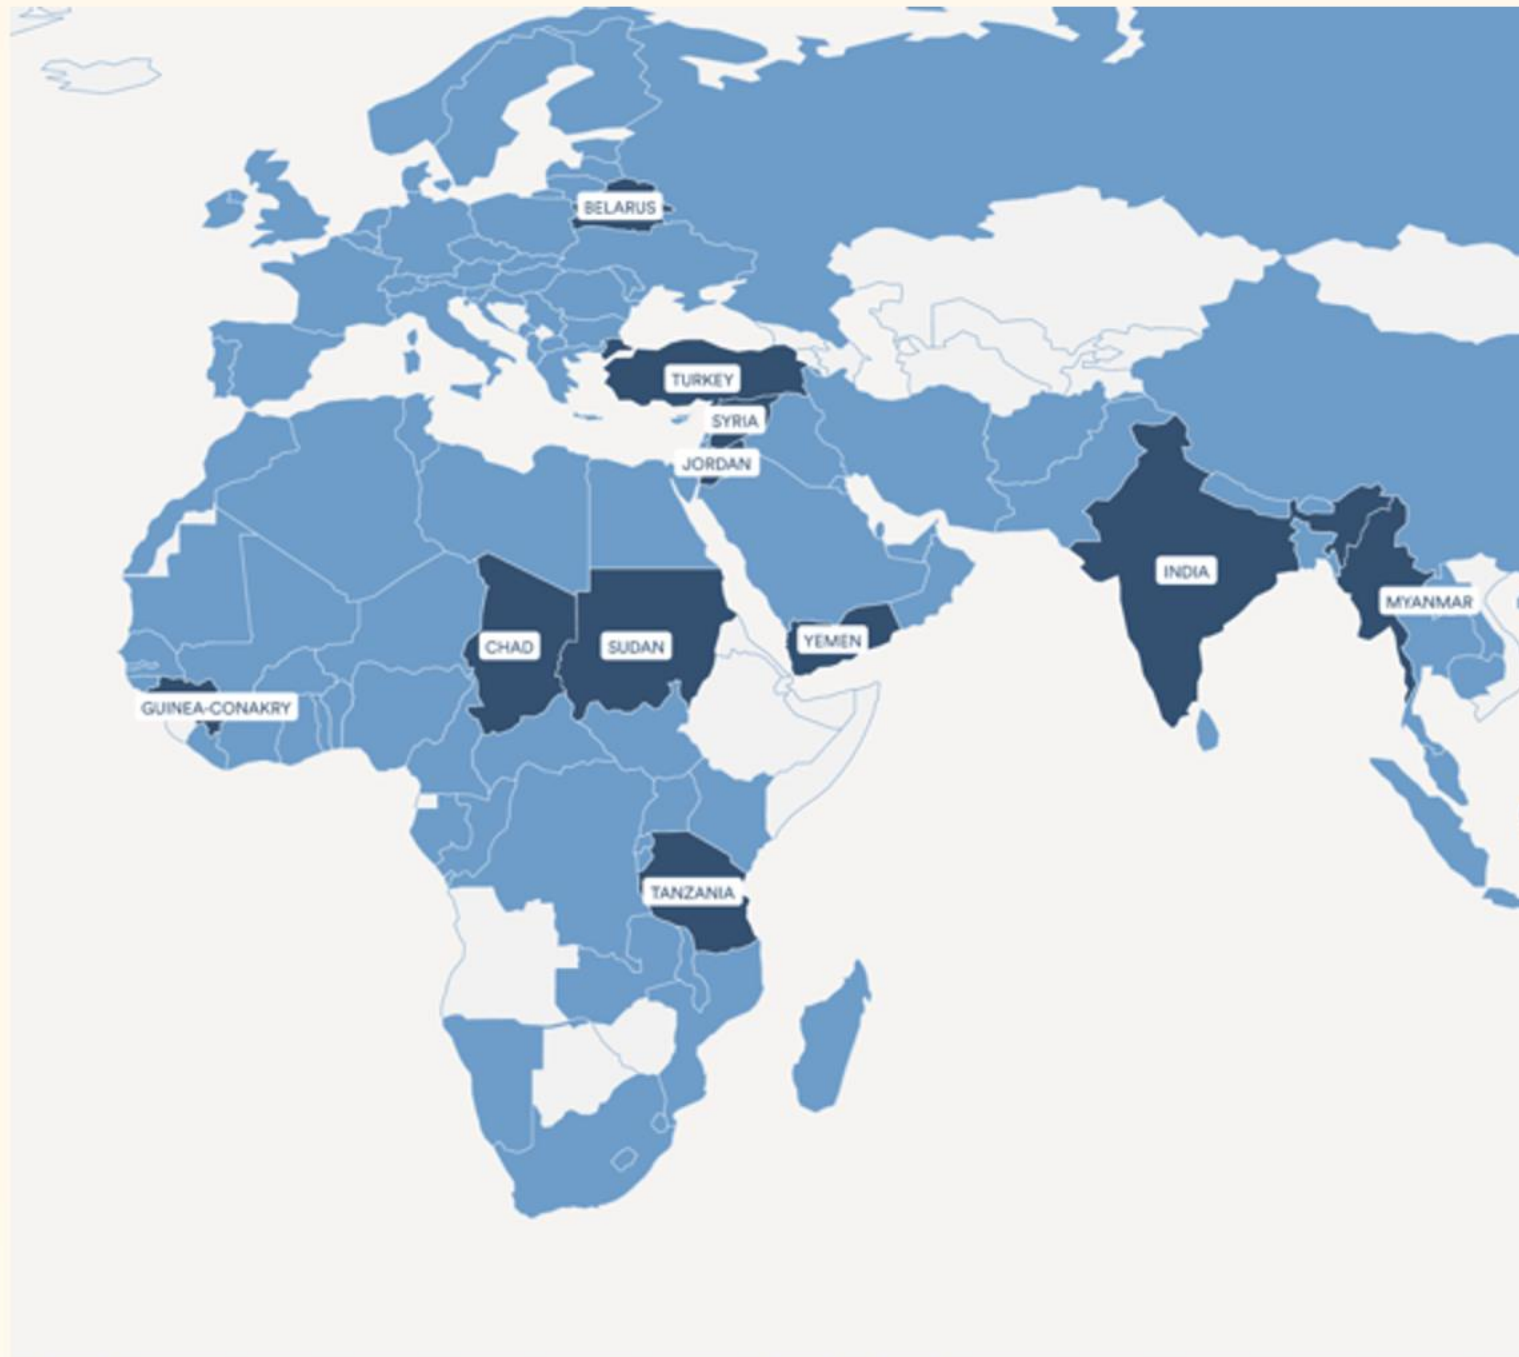 BELARUS
TURKEY
SYRIA
JORDAN
INDIA
MYANMAR
YEMEN
CHAD
SUDAN
GUINEA-CONAKRY
TANZANIA